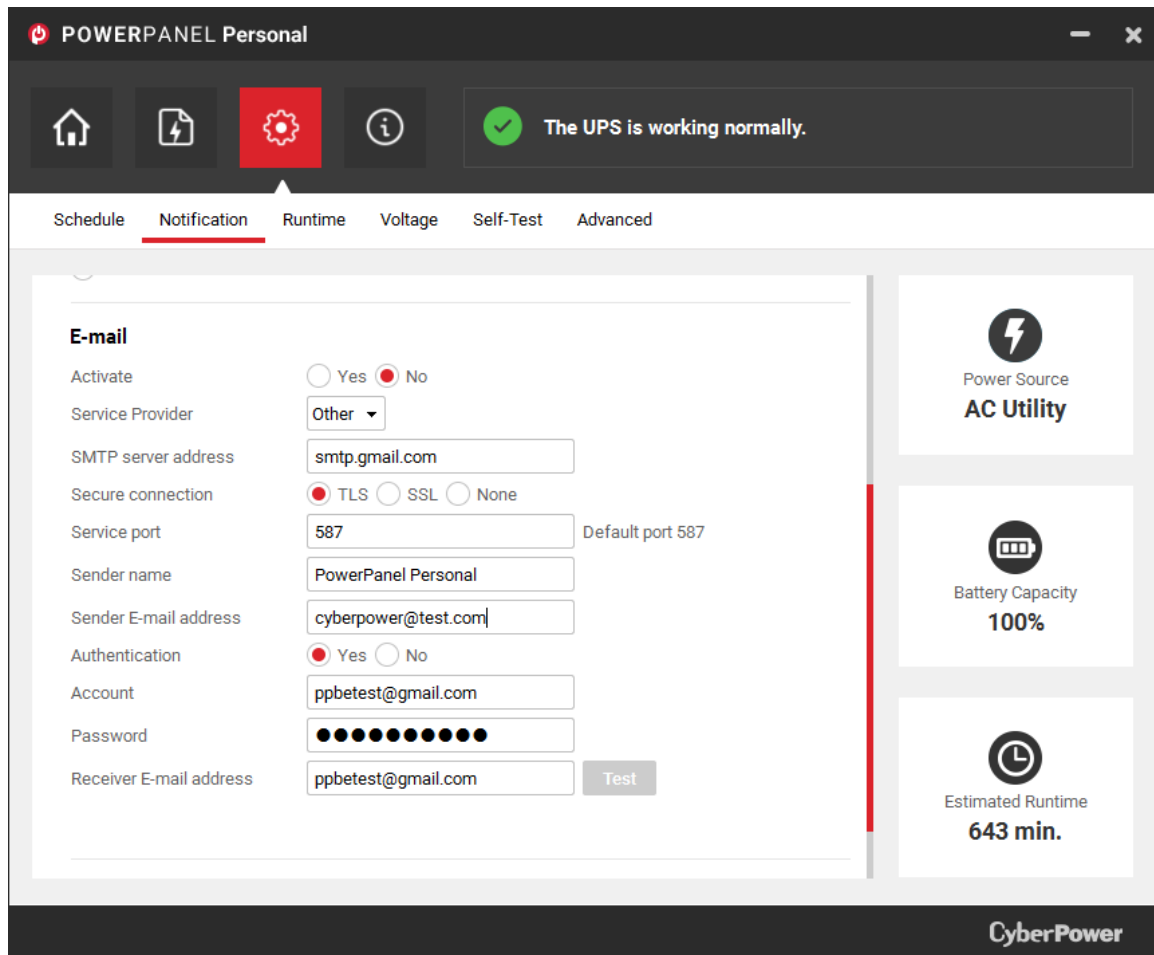 POWERPANEL Personal
The UPS is working normally.
Schedule Notification Runtime Voltage Self-Test Advanced
E-mail
Activate Yes No
Service Provider Other
SMTP server address smtp.gmail.com
Secure connection TLS SSL None
Service port 587 Default port 587
Sender name PowerPanel Personal
Sender E-mail address cyberpower@test.com
Authentication Yes No
Account ppbetest@gmail.com
Password ●●●●●●●●●●
Receiver E-mail address ppbetest@gmail.com Test
Power Source
AC Utility
Battery Capacity
100%
Estimated Runtime
643 min.
CyberPower